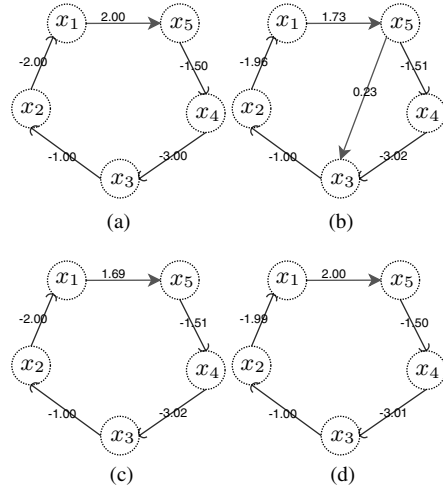 x1 2.00 x5 x1 1.73 x5
-2.00 -1.50 -1.96 -1.51
0.23
x2 x4 x2 x4
-1.00 -3.00 -1.00 -3.02
x3 x3
(a) (b)
x1 1.69 x5 x1 2.00 x5
-2.00 -1.51 -1.99 -1.50
x2 x4 x2 x4
-1.00 -3.02 -1.00 -3.01
x3 x3
(c) (d)